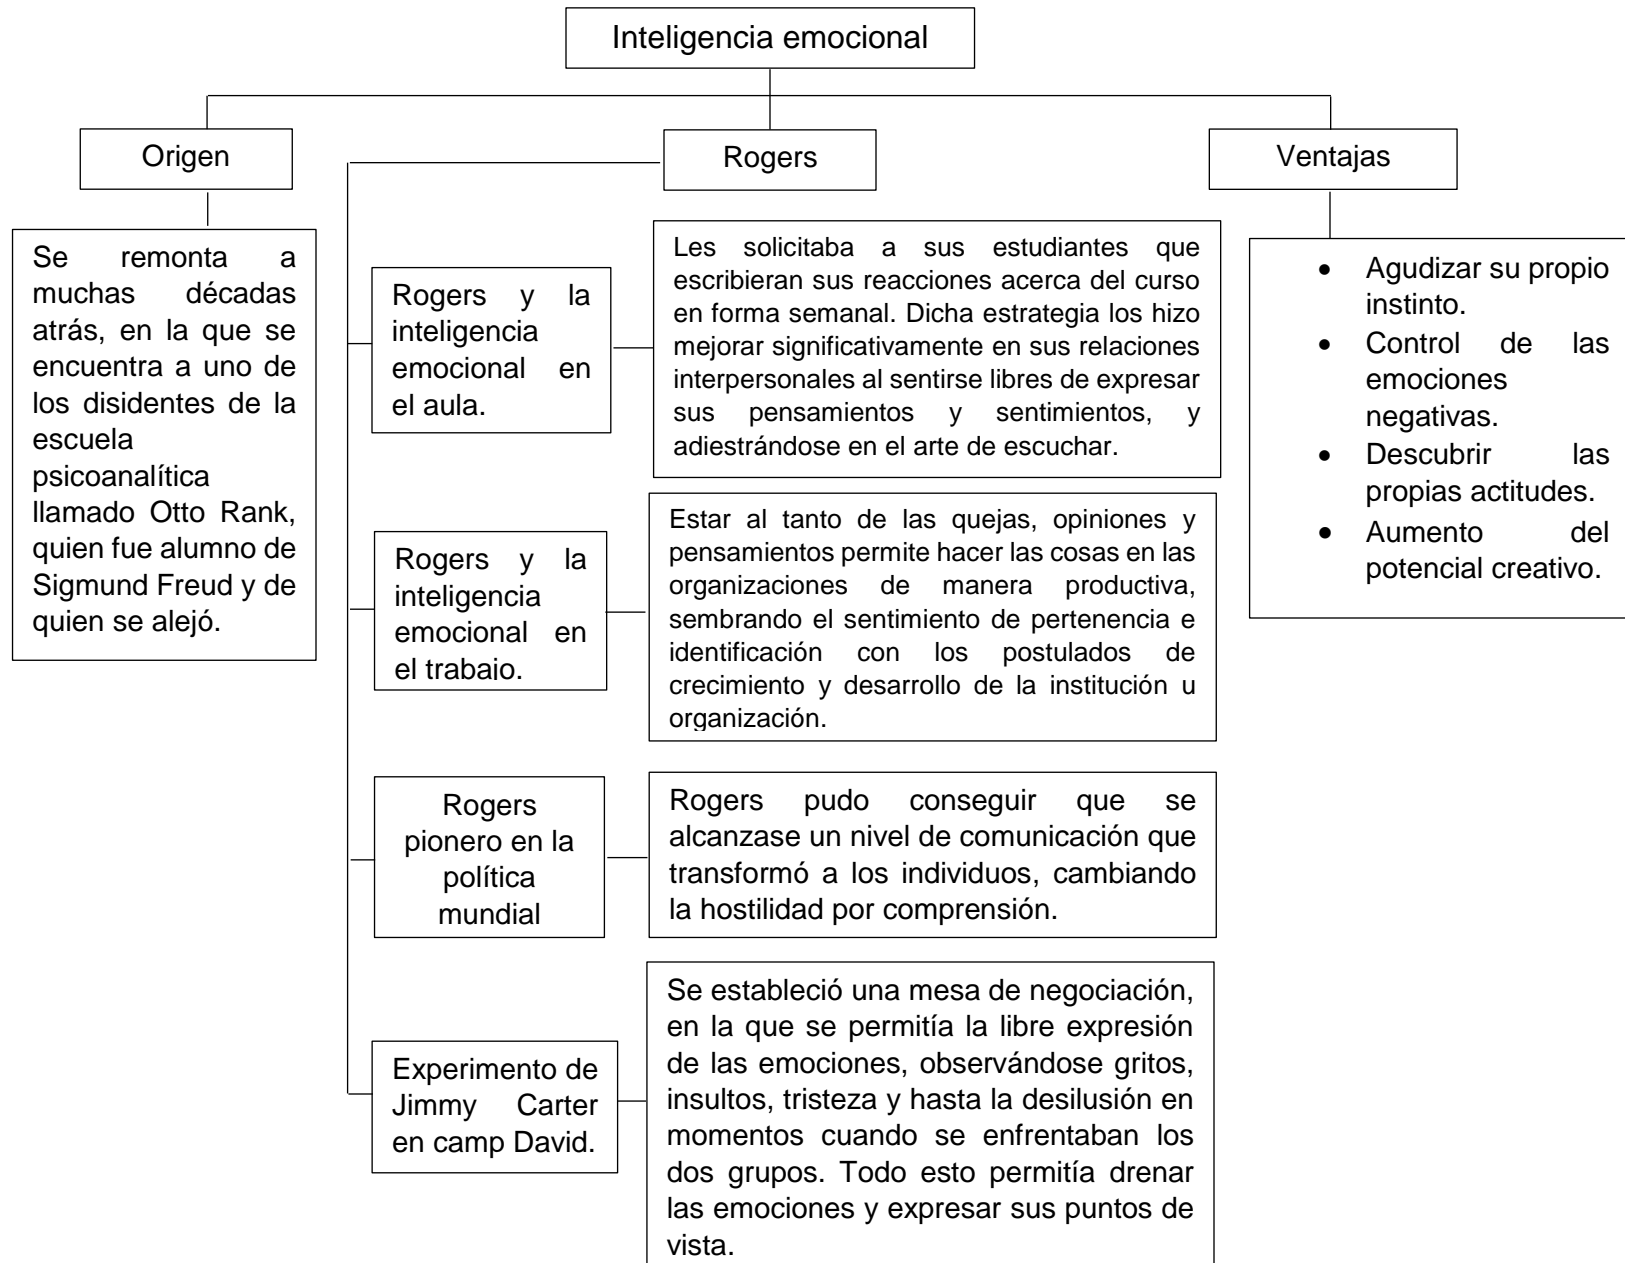 Inteligencia emocional
Origen
Rogers
Ventajas
Se remonta a
muchas décadas
atrás, en la que se
encuentra a uno de
los disidentes de la
escuela
psicoanalítica
llamado Otto Rank,
quien fue alumno de
Sigmund Freud y de
quien se alejó.
Rogers y la
inteligencia
emocional en
el aula.
Les solicitaba a sus estudiantes que
escribieran sus reacciones acerca del curso
en forma semanal. Dicha estrategia los hizo
mejorar significativamente en sus relaciones
interpersonales al sentirse libres de expresar
sus pensamientos y sentimientos, y
adiestrándose en el arte de escuchar.
Rogers y la
inteligencia
emocional en
el trabajo.
Estar al tanto de las quejas, opiniones y
pensamientos permite hacer las cosas en las
organizaciones de manera productiva,
sembrando el sentimiento de pertenencia e
identificación con los postulados de
crecimiento y desarrollo de la institución u
organización.
Rogers
pionero en la
política
mundial
Rogers pudo conseguir que se
alcanzase un nivel de comunicación que
transformó a los individuos, cambiando
la hostilidad por comprensión.
Experimento de
Jimmy Carter
en camp David.
Se estableció una mesa de negociación,
en la que se permitía la libre expresión
de las emociones, observándose gritos,
insultos, tristeza y hasta la desilusión en
momentos cuando se enfrentaban los
dos grupos. Todo esto permitía drenar
las emociones y expresar sus puntos de
vista.
• Agudizar su propio
instinto.
• Control de las
emociones
negativas.
• Descubrir las
propias actitudes.
• Aumento del
potencial creativo.